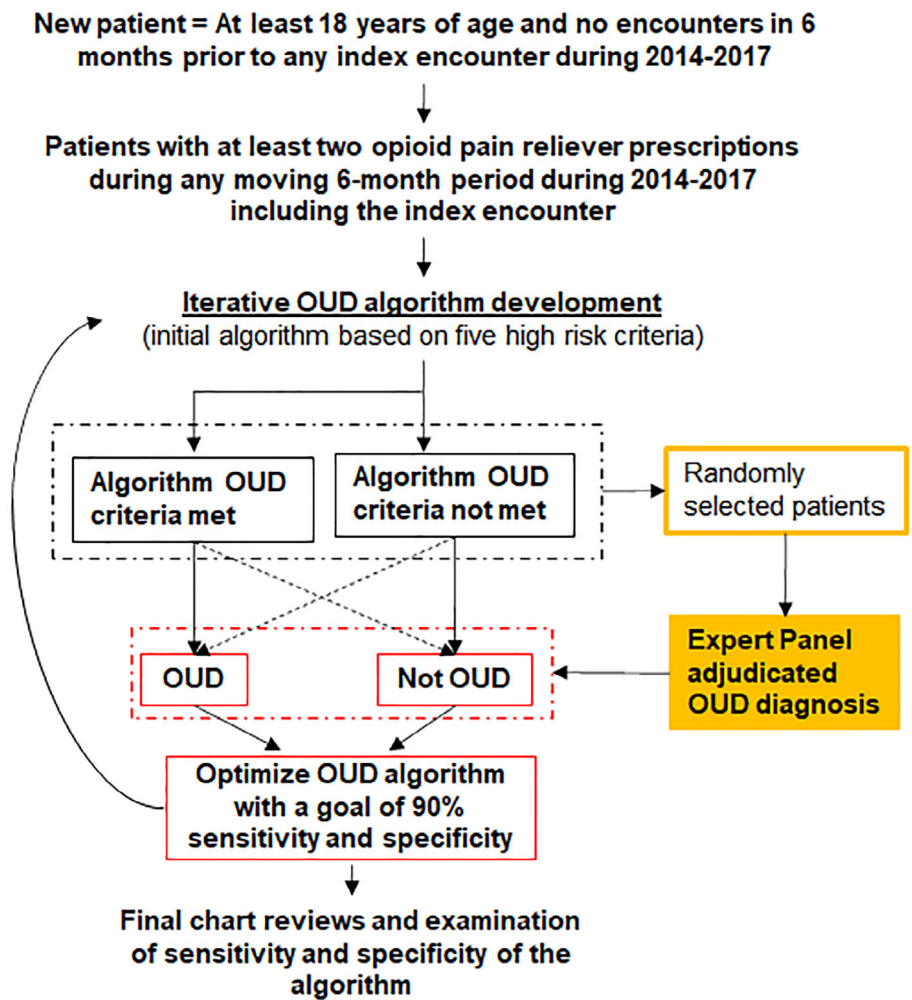 New patient = At least 18 years of age and no encounters in 6
months prior to any index encounter during 2014-2017
Patients with at least two opioid pain reliever prescriptions
during any moving 6-month period during 2014-2017
including the index encounter
Iterative OUD algorithm development
(initial algorithm based on five high risk criteria)
Algorithm OUD
criteria met
Algorithm OUD
criteria not met
Randomly
selected patients
Expert Panel
adjudicated
OUD diagnosis
OUD
Not OUD
Optimize OUD algorithm
with a goal of 90%
sensitivity and specificity
Final chart reviews and examination
of sensitivity and specificity of the
algorithm